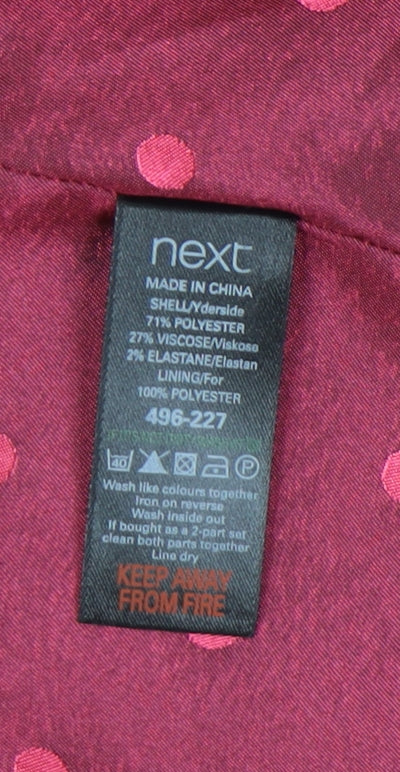 next
MADE IN CHINA
SHELL/Yderside
71% POLYESTER
27% VISCOSE/Viskose
2% ELASTANE/Elastan
LINING/For
100% POLYESTER
496-227
40 P
Wash like colours together
Iron on reverse
Wash inside out
If bought as a 2-part set
clean both parts together
Line dry
KEEP AWAY
FROM FIRE